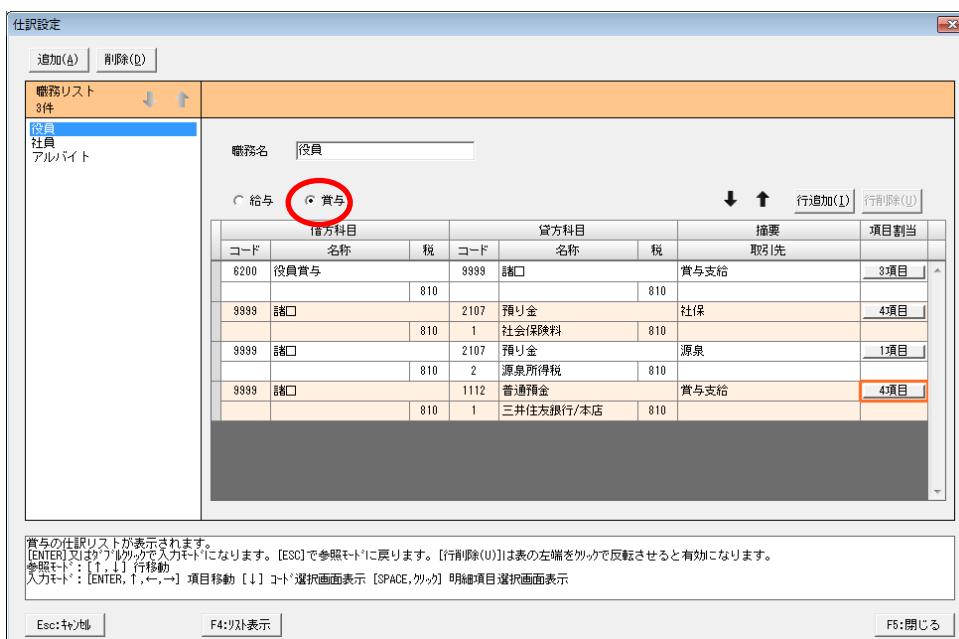 仕訳設定
追加(A) 削除(D)
職務リスト
3件
役員
社員
アルバイト
職務名 役員
給与 賞与 行追加(I) 行削除(U)
借方科目 貸方科目 摘要 項目割当
コード 名称 税 コード 名称 税 取引先
6200 役員賞与 9999 諸口 賞与支給 3項目
810 810
9999 諸口 2107 預り金 社保 4項目
810 1 社会保険料 810
9999 諸口 2107 預り金 源泉 1項目
810 2 源泉所得税 810
9999 諸口 1112 普通預金 賞与支給 4項目
810 1 三井住友銀行/本店 810
賞与の仕訳リストが表示されます。
[ENTER]又はﾀﾞﾌﾞﾙｸﾘｯｸで入力ﾓｰﾄﾞになります。[ESC]で参照ﾓｰﾄﾞに戻ります。[行削除(U)]は表の左端をｸﾘｯｸで反転させると有効になります。
参照ﾓｰﾄﾞ：[↑,↓] 行移動
入力ﾓｰﾄﾞ：[ENTER,↑,←,→] 項目移動 [↓] ｺｰﾄﾞ選択画面表示 [SPACE,ｸﾘｯｸ] 明細項目選択画面表示
Esc:ｷｬﾝｾﾙ F4:ﾘｽﾄ表示 F5:閉じる